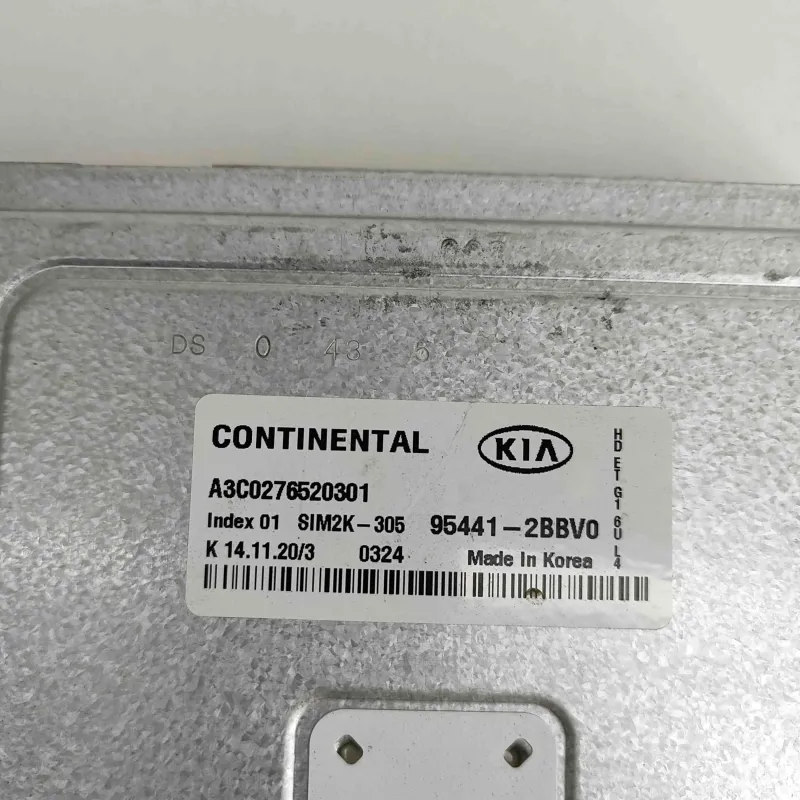 DS 0 43 5
CONTINENTAL
KIA
A3C0276520301
Index 01 SIM2K-305 95441-2BBV0
K 14.11.20/3 0324 Made In Korea
HD ET G1 6U L4